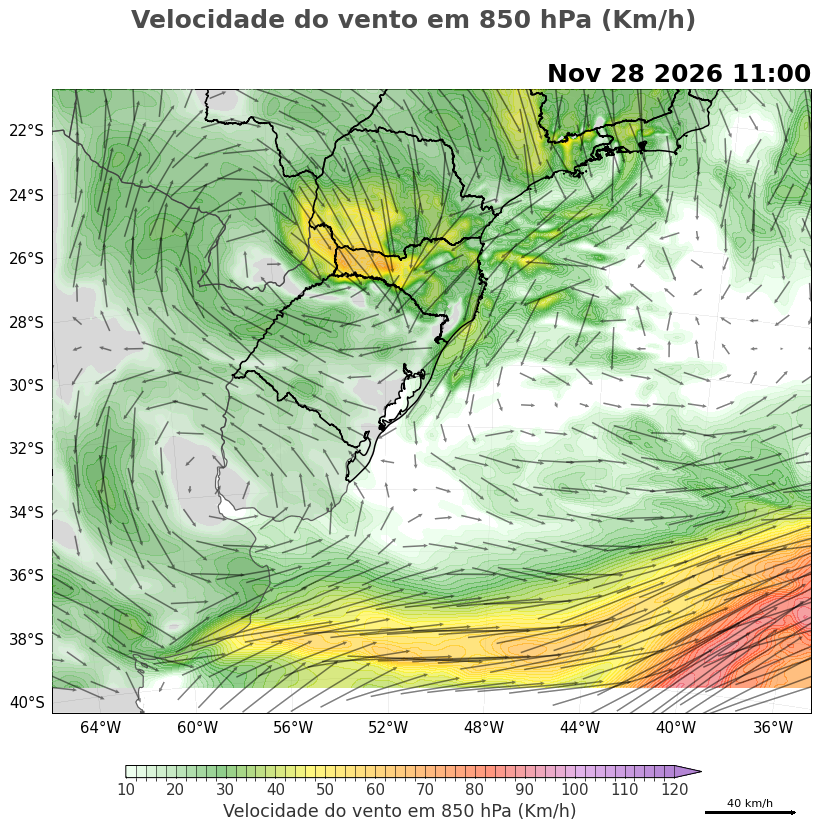 Velocidade do vento em 850 hPa (Km/h)
Nov 28 2026 11:00
22°S
24°S
26°S
28°S
30°S
32°S
34°S
36°S
38°S
40°S
64°W 60°W 56°W 52°W 48°W 44°W 40°W 36°W
10 20 30 40 50 60 70 80 90 100 110 120
Velocidade do vento em 850 hPa (Km/h)
40 km/h